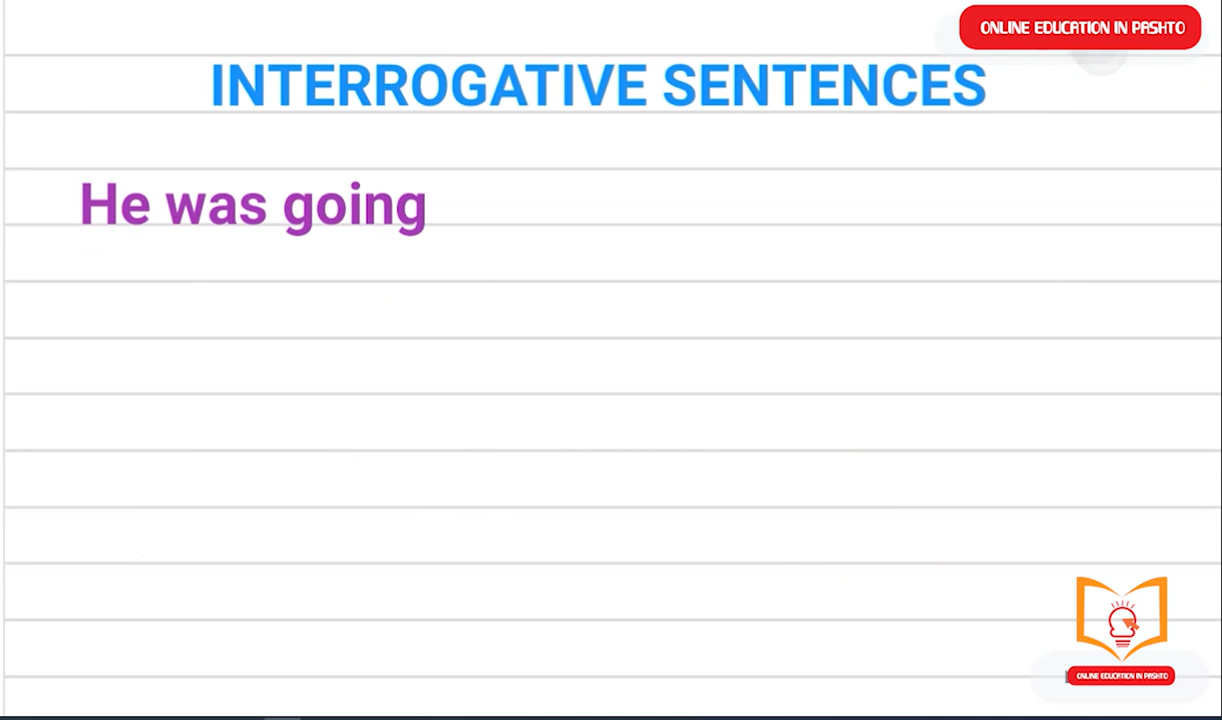 ONLINE EDUCATION IN PASHTO
INTERROGATIVE SENTENCES
He was going
ONLINE EDUCATION IN PASHTO